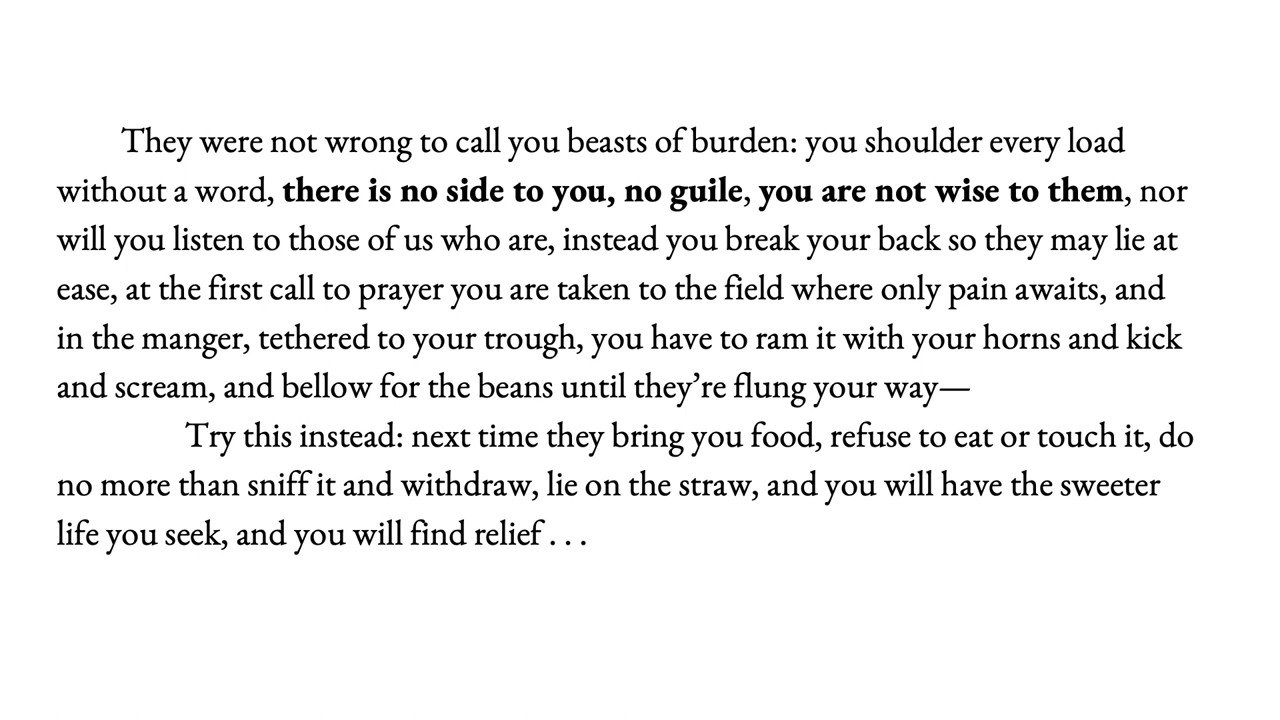 They were not wrong to call you beasts of burden: you shoulder every load
without a word, there is no side to you, no guile, you are not wise to them, nor
will you listen to those of us who are, instead you break your back so they may lie at
ease, at the first call to prayer you are taken to the field where only pain awaits, and
in the manger, tethered to your trough, you have to ram it with your horns and kick
and scream, and bellow for the beans until they’re flung your way—
Try this instead: next time they bring you food, refuse to eat or touch it, do
no more than sniff it and withdraw, lie on the straw, and you will have the sweeter
life you seek, and you will find relief . . .